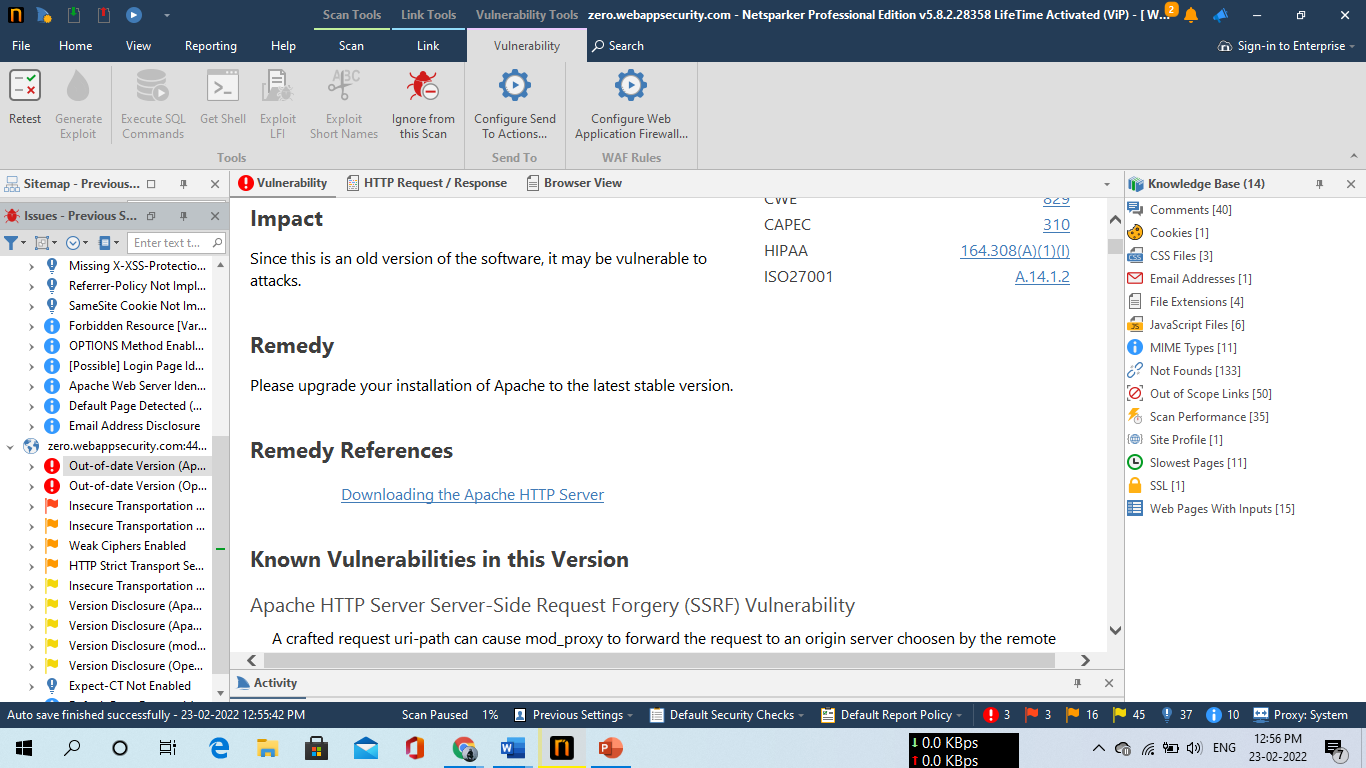 Scan Tools Link Tools Vulnerability Tools zero.webappsecurity.com - Netsparker Professional Edition v5.8.2.28358 LifeTime Activated (ViP) - [ W... 2
File Home View Reporting Help Scan Link Vulnerability Search Sign-in to Enterprise
Retest
Generate
Exploit
Execute SQL
Commands
Get Shell
Exploit
LFI
ABC
Exploit
Short Names
Ignore from
this Scan
Configure Send
To Actions...
Configure Web
Application Firewall...
Tools Send To WAF Rules
Sitemap - Previous...
Issues - Previous S...
Enter text t...
Missing X-XSS-Protectio...
Referrer-Policy Not Impl...
SameSite Cookie Not Im...
Forbidden Resource [Var...
OPTIONS Method Enabl...
[Possible] Login Page Id...
Apache Web Server Iden...
Default Page Detected (...
Email Address Disclosure
zero.webappsecurity.com:44...
Out-of-date Version (Ap...
Out-of-date Version (Op...
Insecure Transportation ...
Insecure Transportation ...
Weak Ciphers Enabled
HTTP Strict Transport Se...
Insecure Transportation ...
Version Disclosure (Apa...
Version Disclosure (Apa...
Version Disclosure (mod...
Version Disclosure (Ope...
Expect-CT Not Enabled
Vulnerability HTTP Request / Response Browser View
CWE 829
CAPEC 310
HIPAA 164.308(A)(1)(I)
ISO27001 A.14.1.2
Impact
Since this is an old version of the software, it may be vulnerable to
attacks.
Remedy
Please upgrade your installation of Apache to the latest stable version.
Remedy References
Downloading the Apache HTTP Server
Known Vulnerabilities in this Version
Apache HTTP Server Server-Side Request Forgery (SSRF) Vulnerability
A crafted request uri-path can cause mod_proxy to forward the request to an origin server choosen by the remote
Activity
Knowledge Base (14)
Comments [40]
Cookies [1]
CSS Files [3]
Email Addresses [1]
File Extensions [4]
JavaScript Files [6]
MIME Types [11]
Not Founds [133]
Out of Scope Links [50]
Scan Performance [35]
Site Profile [1]
Slowest Pages [11]
SSL [1]
Web Pages With Inputs [15]
Auto save finished successfully - 23-02-2022 12:55:42 PM Scan Paused 1% Previous Settings Default Security Checks Default Report Policy 3 3 16 45 37 10 Proxy: System
0.0 KBps
0.0 KBps
ENG
12:56 PM
23-02-2022
7